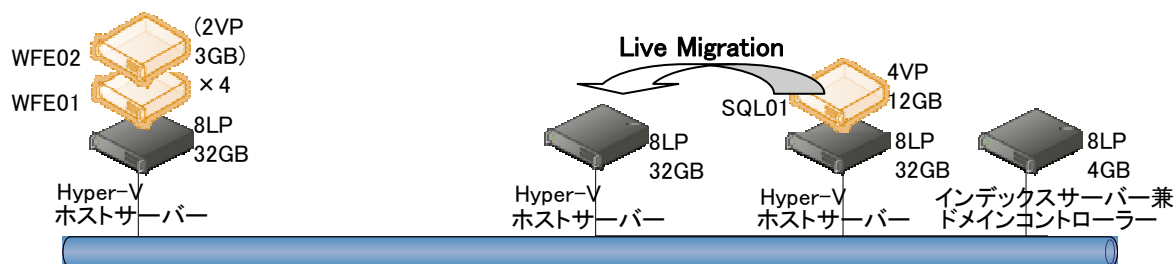 WFE02
WFE01
(2VP
3GB)
×4
8LP
32GB
Hyper-V
ホストサーバー
Live Migration
8LP
32GB
Hyper-V
ホストサーバー
SQL01
4VP
12GB
8LP
32GB
Hyper-V
ホストサーバー
8LP
4GB
インデックスサーバー兼
ドメインコントローラー